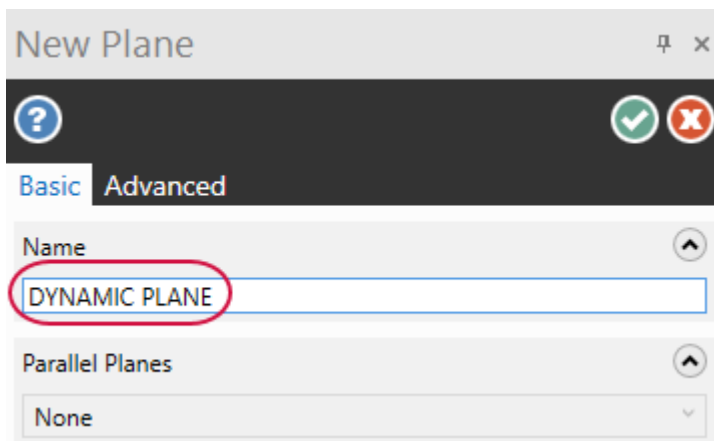 New Plane
?
Basic Advanced
Name
DYNAMIC PLANE
Parallel Planes
None